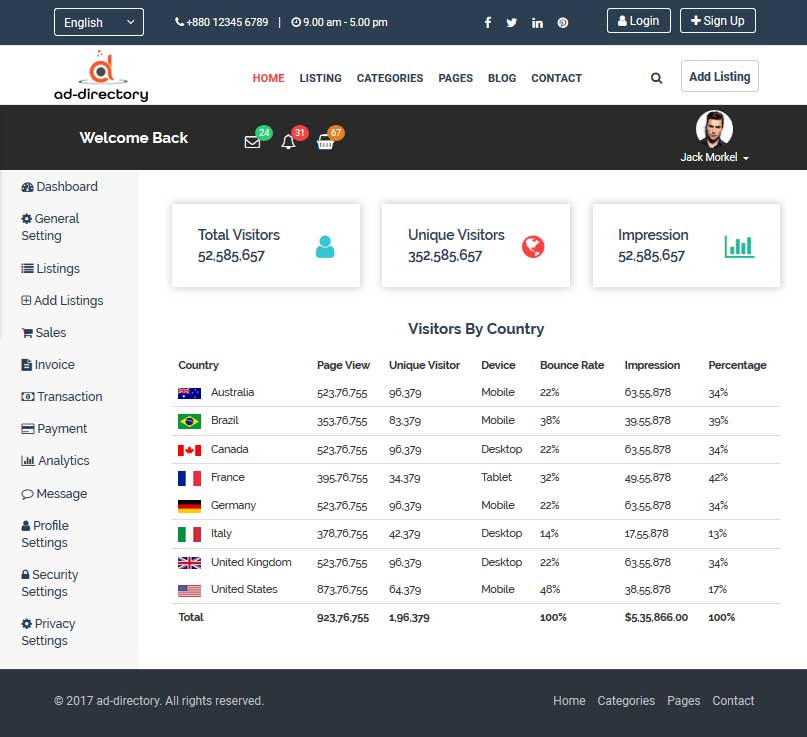 English +880 12345 6789 | 9.00 am - 5.00 pm Login Sign Up
ad-directory HOME LISTING CATEGORIES PAGES BLOG CONTACT Add Listing
Welcome Back 24 31 67 Jack Morkel
Dashboard
General
Setting
Listings
Add Listings
Sales
Invoice
Transaction
Payment
Analytics
Message
Profile
Settings
Security
Settings
Privacy
Settings
Total Visitors
52,585,657
Unique Visitors
352,585,657
Impression
52,585,657
Visitors By Country
Country Page View Unique Visitor Device Bounce Rate Impression Percentage
Australia 523,76,755 96,379 Mobile 22% 63,55,878 34%
Brazil 353,76,755 83,379 Mobile 38% 39,55,878 39%
Canada 523,76,755 96,379 Desktop 22% 63,55,878 34%
France 395,76,755 34,379 Tablet 32% 49,55,878 42%
Germany 523,76,755 96,379 Mobile 22% 63,55,878 34%
Italy 378,76,755 42,379 Desktop 14% 17,55,878 13%
United Kingdom 523,76,755 96,379 Desktop 22% 63,55,878 34%
United States 873,76,755 64,379 Mobile 48% 38,55,878 17%
Total 923,76,755 1,96,379 100% $5,35,866.00 100%
© 2017 ad-directory. All rights reserved. Home Categories Pages Contact